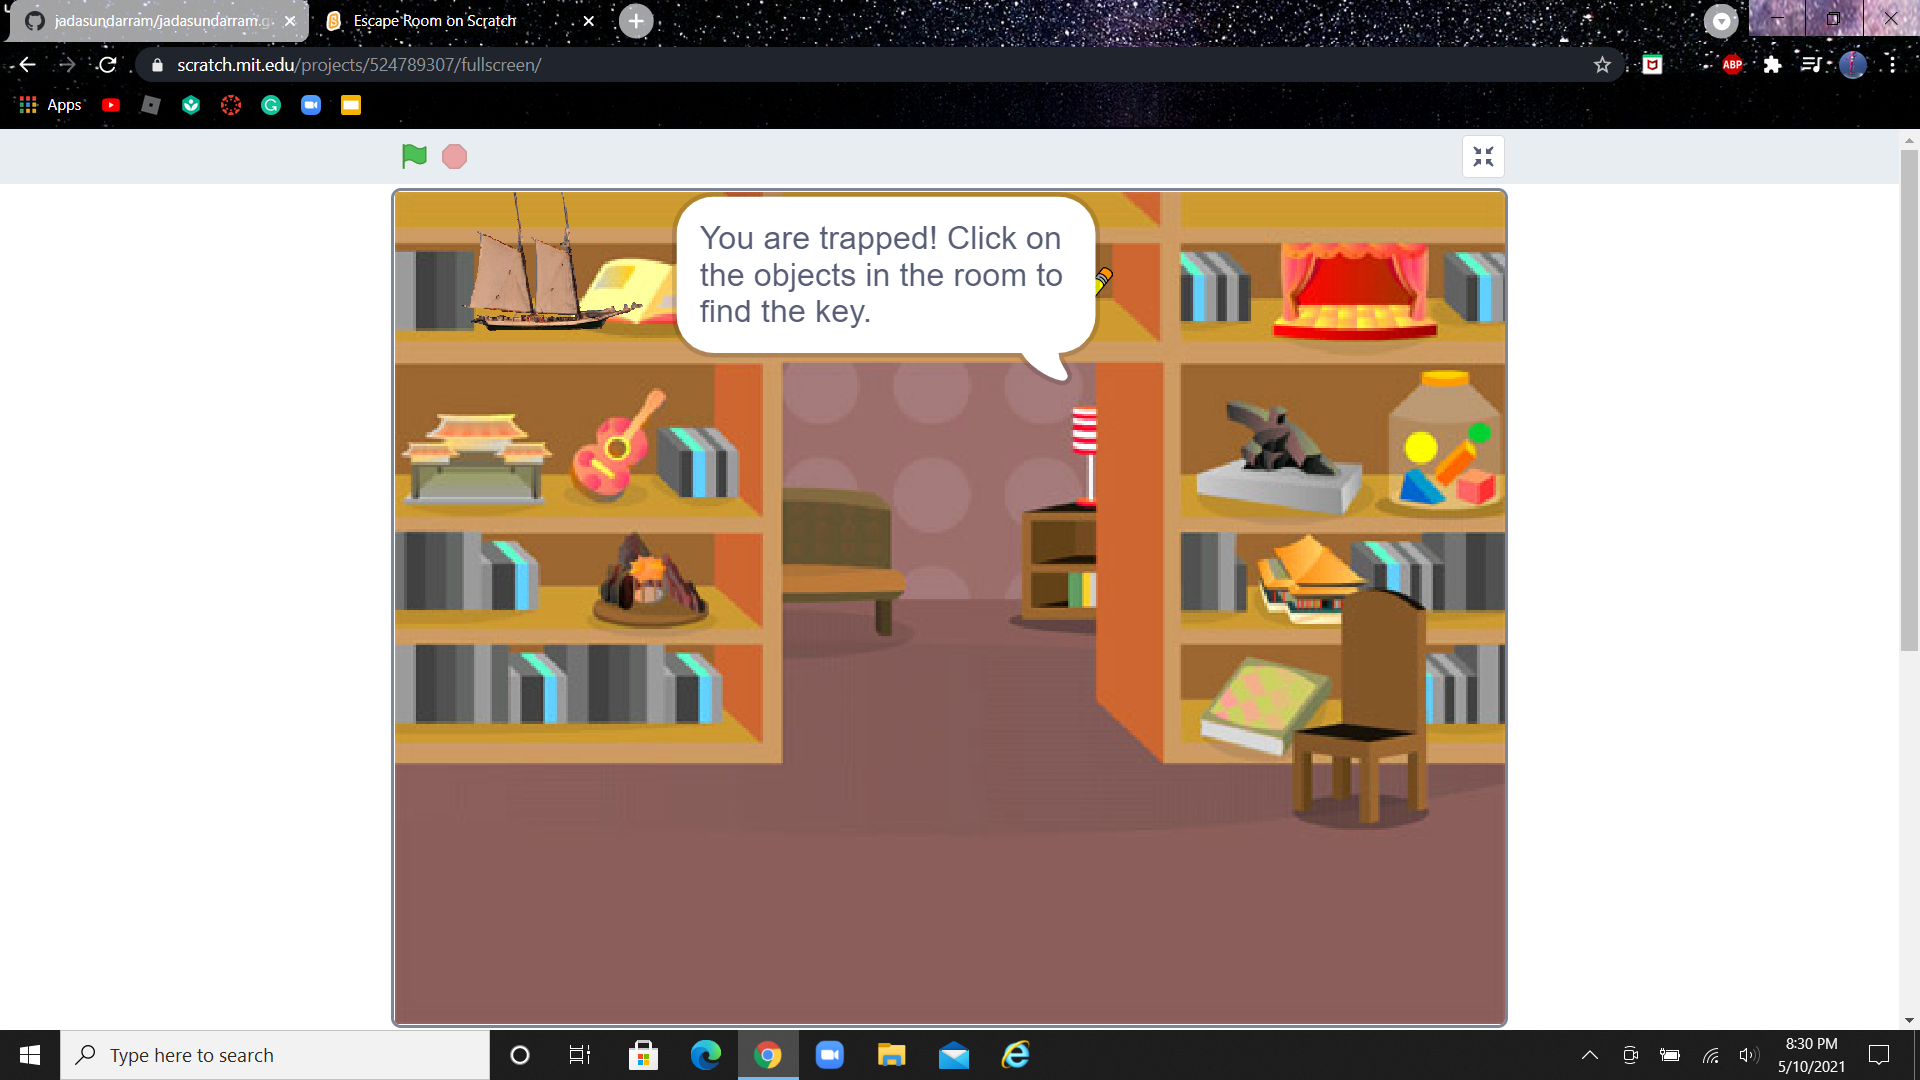 jadasundarram/jadasundarram.g
Escape Room on Scratch
scratch.mit.edu/projects/524789307/fullscreen/
ABP
Apps
You are trapped! Click on
the objects in the room to
find the key.
Type here to search
8:30 PM
5/10/2021